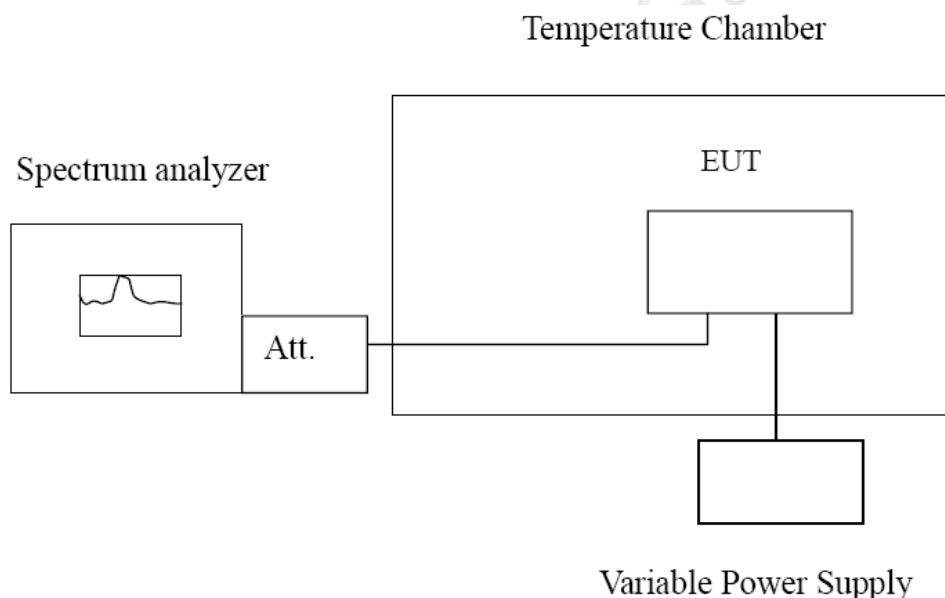 Temperature Chamber
Spectrum analyzer
EUT
Att.
Variable Power Supply